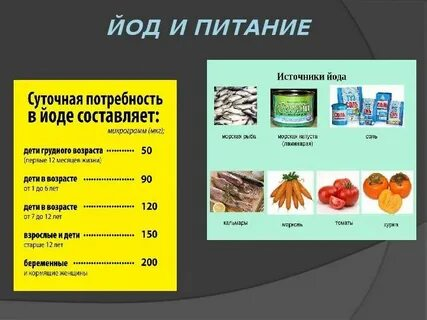 ЙОД И ПИТАНИЕ
Суточная потребность
в йоде составляет:
микрограмм (мкг):
дети грудного возраста 50
(первые 12 месяцев жизни)
дети в возрасте 90
от 1 до 6 лет
дети в возрасте 120
от 7 до 12 лет
взрослые и дети 150
старше 12 лет
беременные 200
и кормящие женщины
Источники йода
морская рыба
морская капуста
(ламинария)
соль
кальмары
морковь
томаты
хурма